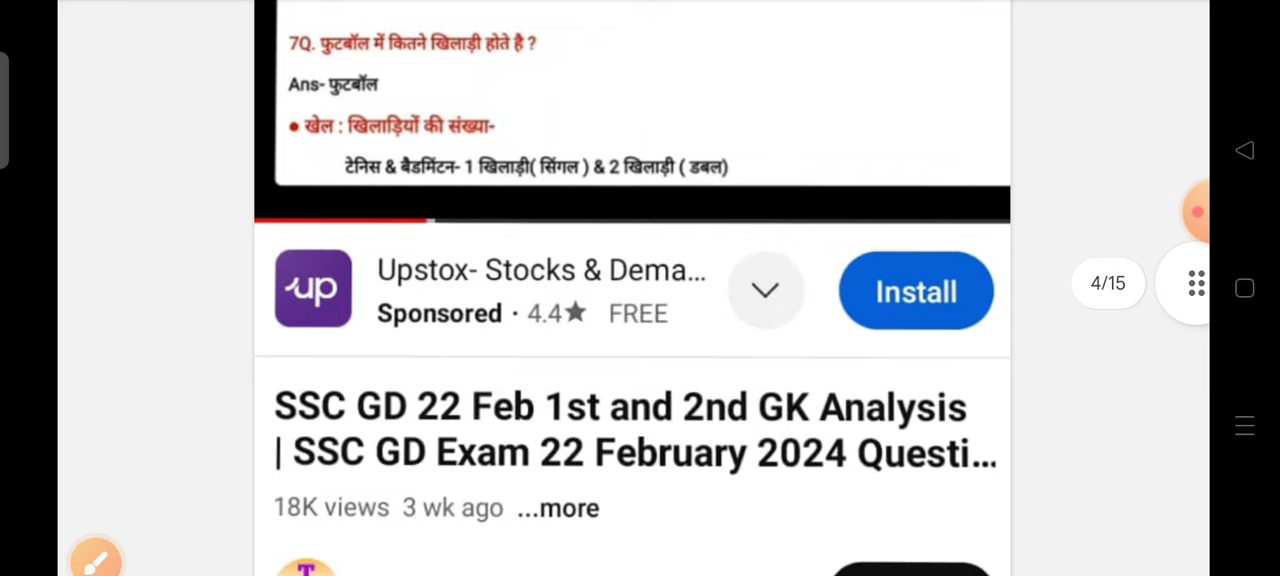 7Q. फुटबॉल में कितने खिलाड़ी होते है ?
Ans- फुटबॉल
• खेल : खिलाड़ियों की संख्या-
टेनिस & बैडमिंटन- 1 खिलाड़ी( सिंगल ) & 2 खिलाड़ी ( डबल)
up
Upstox- Stocks & Dema...
Sponsored · 4.4★ FREE
Install
4/15
SSC GD 22 Feb 1st and 2nd GK Analysis
| SSC GD Exam 22 February 2024 Questi...
18K views 3 wk ago ...more
T